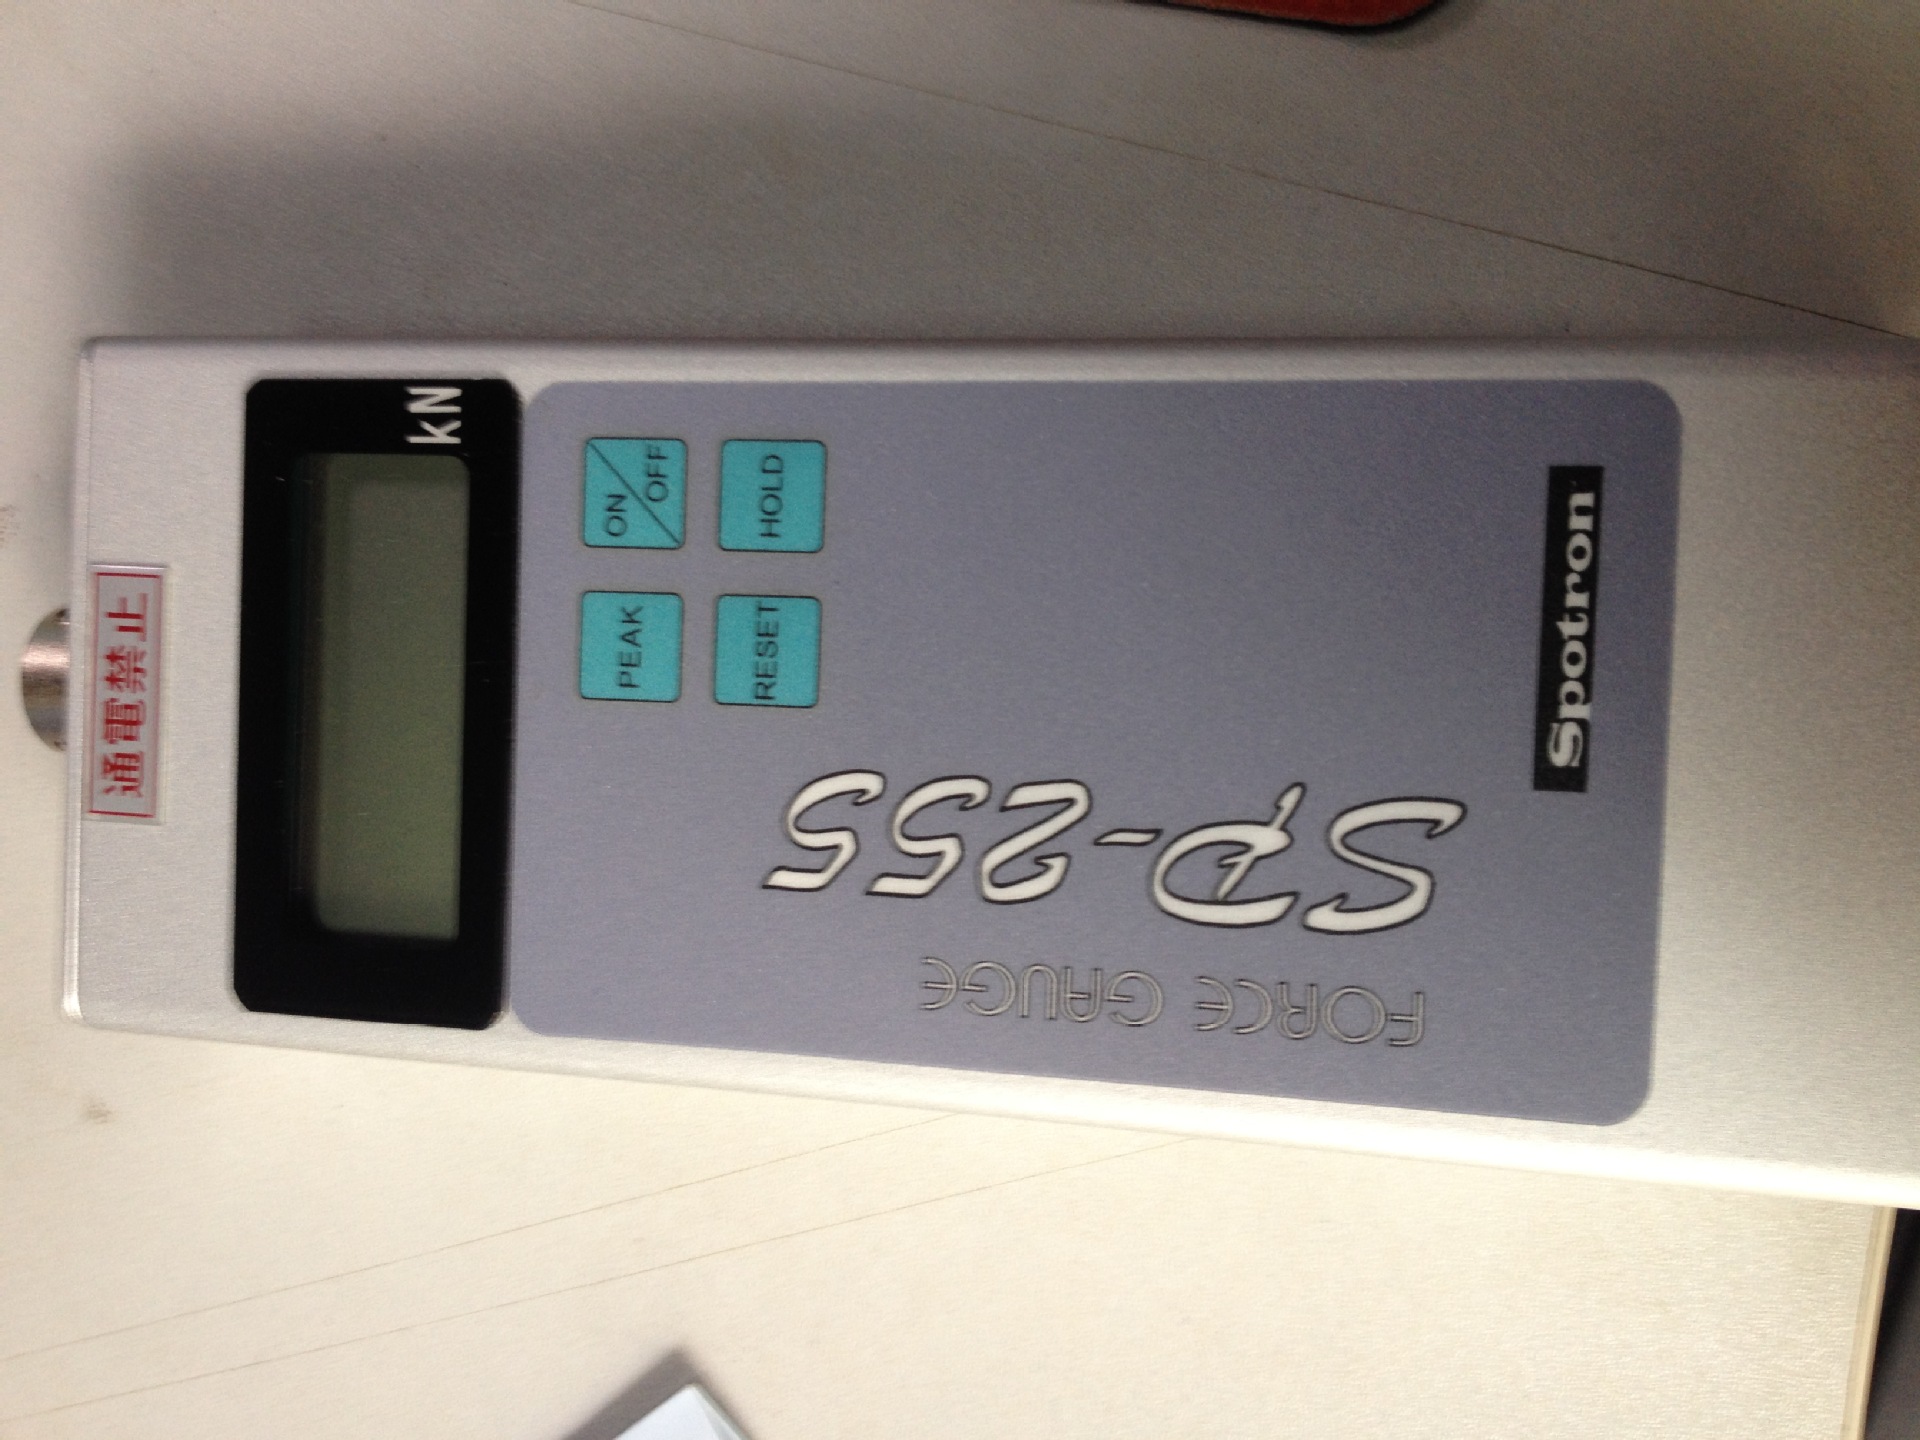 通電禁止
kN
PEAK
ON/OFF
RESET
HOLD
FORCE GAUGE
SP-255
Spotron